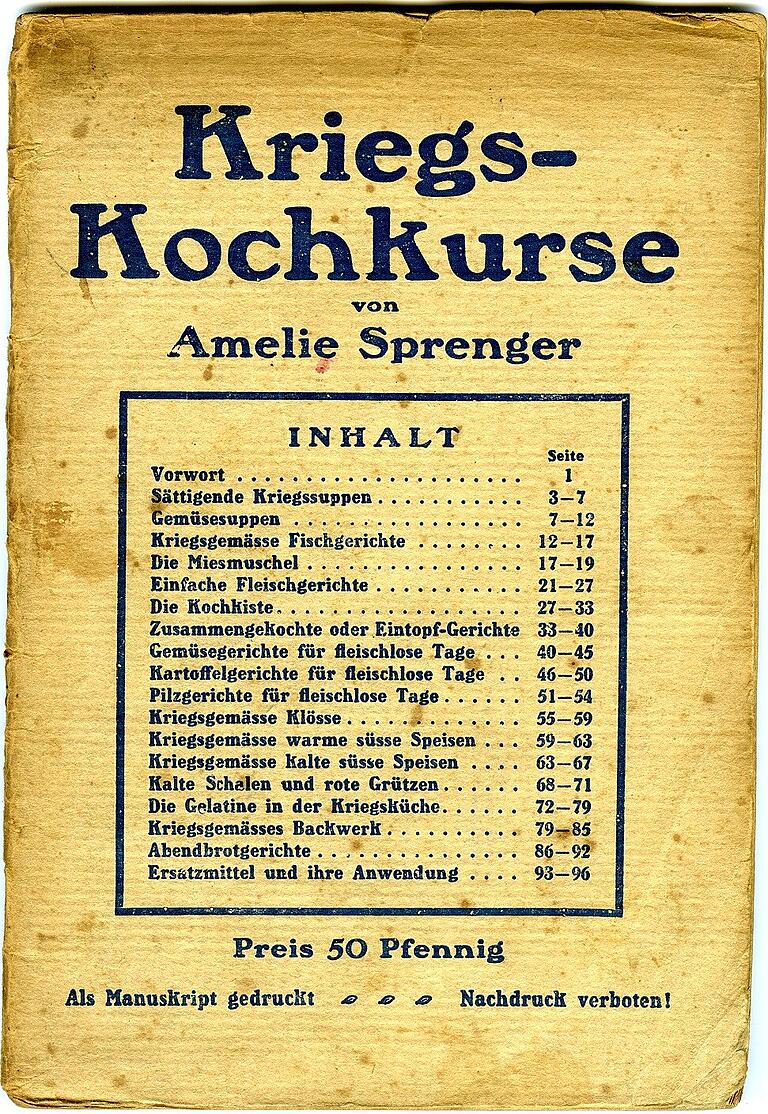 Kriegs-
Kochkurse
von
Amelie Sprenger
INHALT
Seite
Vorwort . . . . . . . . . . . . . . . . . . . . . . 1
Sättigende Kriegssuppen . . . . . . . . . . . 3—7
Gemüsesuppen . . . . . . . . . . . . . . . . . 7—12
Kriegsgemässe Fischgerichte . . . . . . . . 12—17
Die Miesmuschel . . . . . . . . . . . . . . . . 17—19
Einfache Fleischgerichte . . . . . . . . . . . 21—27
Die Kochkiste . . . . . . . . . . . . . . . . . . 27—33
Zusammengekochte oder Eintopf-Gerichte 33—40
Gemüsegerichte für fleischlose Tage . . . 40—45
Kartoffelgerichte für fleischlose Tage . . 46—50
Pilzgerichte für fleischlose Tage . . . . . . 51—54
Kriegsgemässe Klösse . . . . . . . . . . . . . 55—59
Kriegsgemässe warme süsse Speisen . . . 59—63
Kriegsgemässe kalte süsse Speisen . . . . 63—67
Kalte Schalen und rote Grützen . . . . . . 68—71
Die Gelatine in der Kriegsküche . . . . . . 72—79
Kriegsgemässes Backwerk . . . . . . . . . . 79—85
Abendbrotgerichte . . . . . . . . . . . . . . . 86—92
Ersatzmittel und ihre Anwendung . . . . 93—96
Preis 50 Pfennig
Als Manuskript gedruckt Nachdruck verboten!